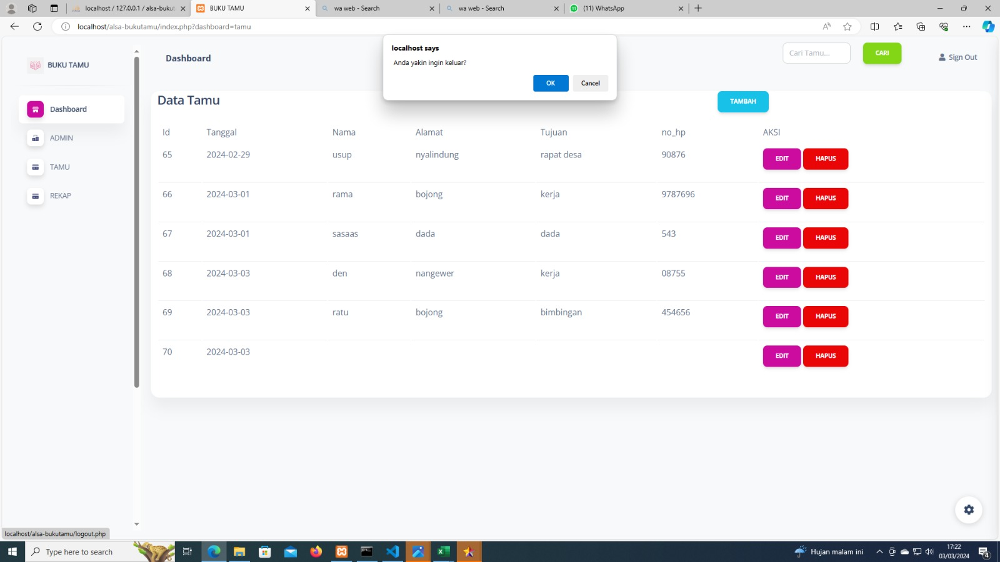 localhost / 127.0.0.1 / alsa-bukut
BUKU TAMU
wa web - Search
wa web - Search
(11) WhatsApp
localhost/alsa-bukutamu/index.php?dashboard=tamu
localhost says
Anda yakin ingin keluar?
OK
Cancel
BUKU TAMU
Dashboard
Cari Tamu...
CARI
Sign Out
Dashboard
ADMIN
TAMU
REKAP
Data Tamu
TAMBAH
Id Tanggal Nama Alamat Tujuan no_hp AKSI
65 2024-02-29 usup nyalindung rapat desa 90876 EDIT HAPUS
66 2024-03-01 rama bojong kerja 9787696 EDIT HAPUS
67 2024-03-01 sasaas dada dada 543 EDIT HAPUS
68 2024-03-03 den nangewer kerja 08755 EDIT HAPUS
69 2024-03-03 ratu bojong bimbingan 454656 EDIT HAPUS
70 2024-03-03 EDIT HAPUS
localhost/alsa-bukutamu/logout.php
Type here to search
Hujan malam ini
17:22
03/03/2024
4